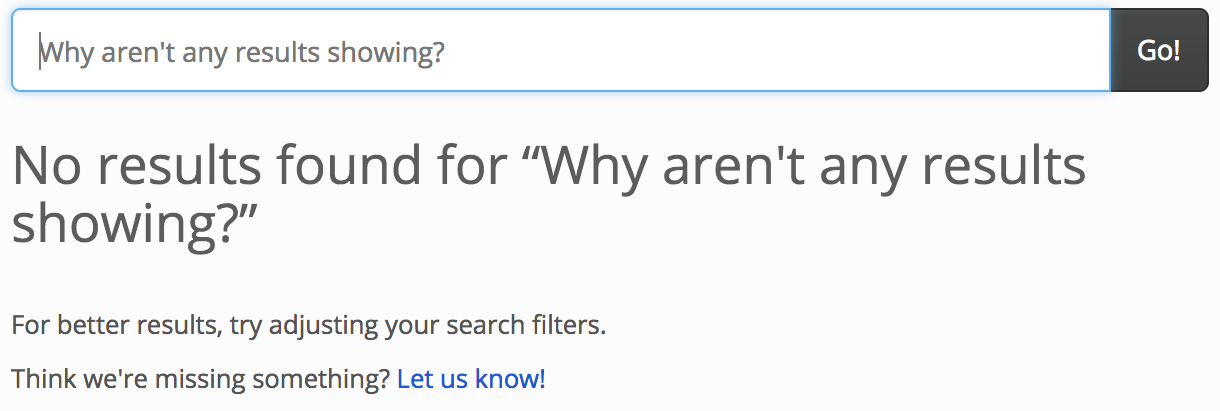 Why aren't any results showing?
Go!
No results found for “Why aren't any results
showing?”
For better results, try adjusting your search filters.
Think we're missing something? Let us know!